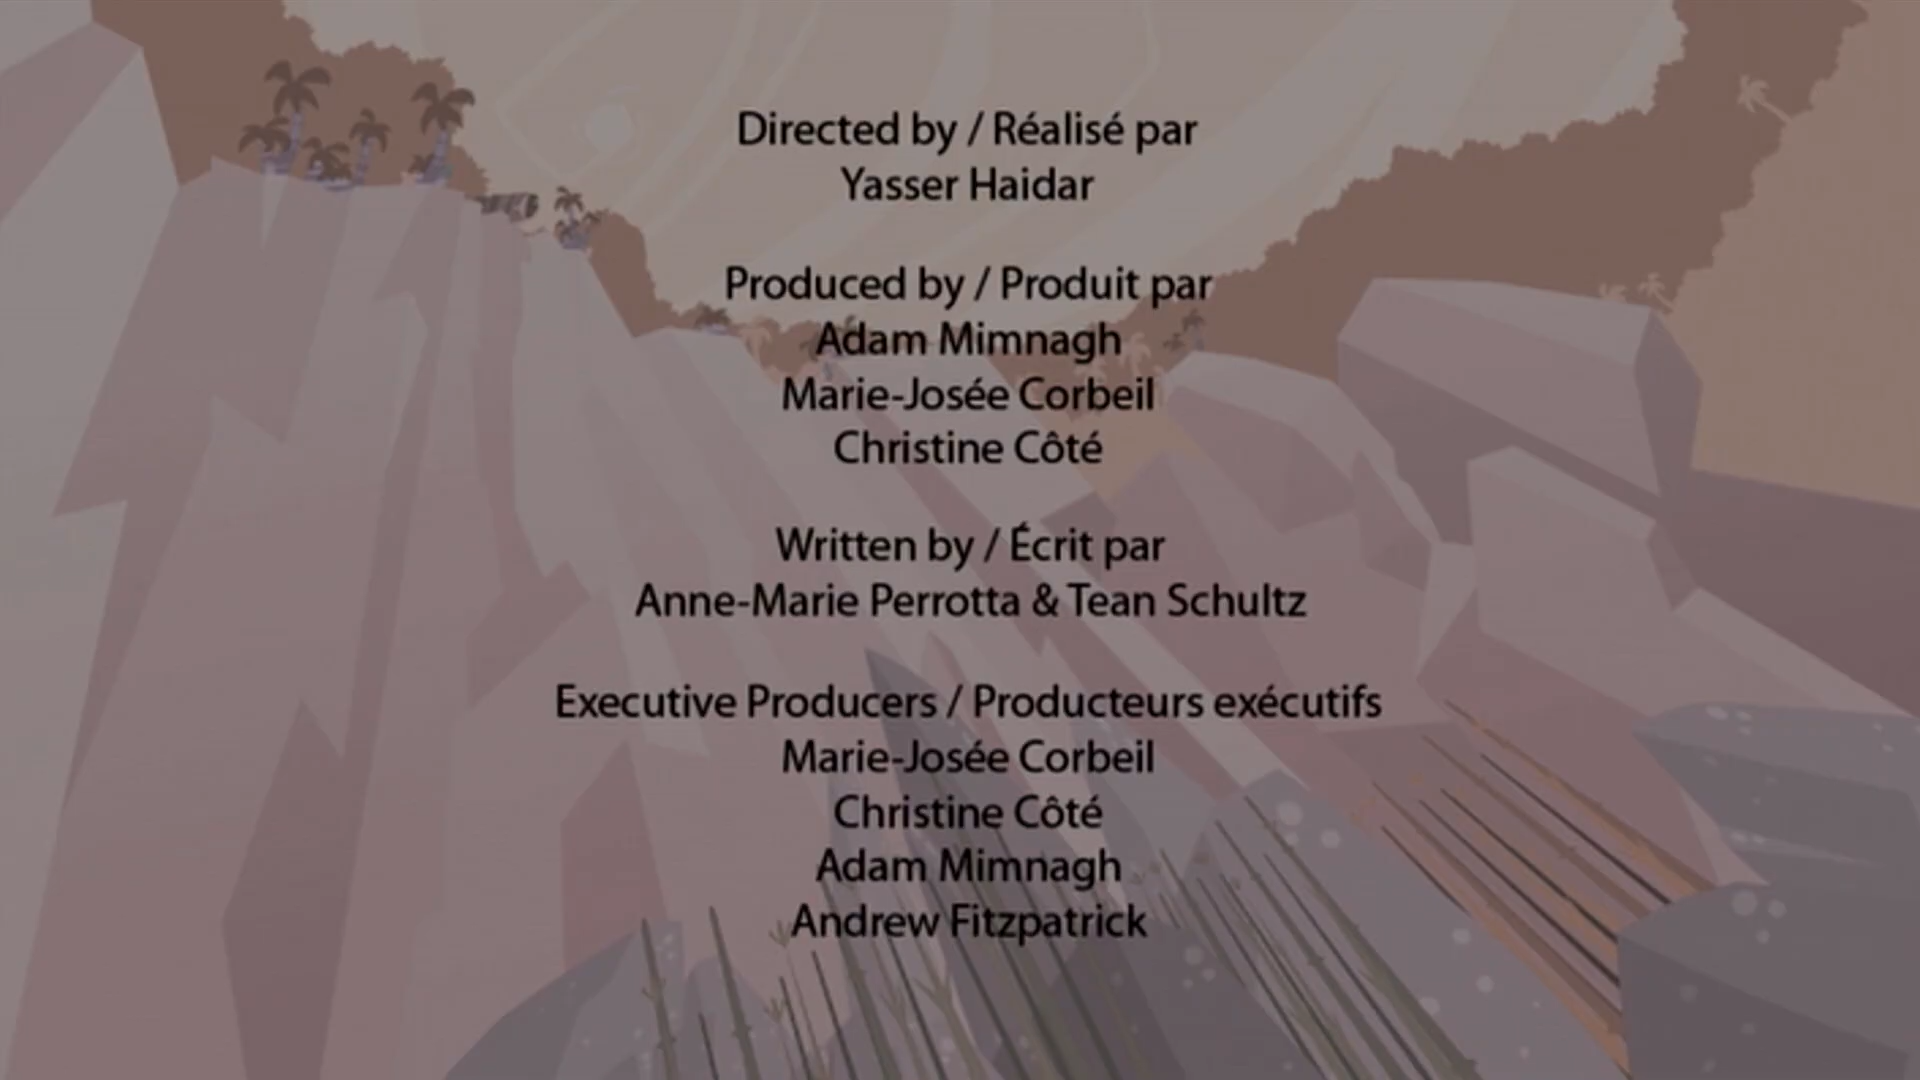 Directed by / Réalisé par
Yasser Haidar
Produced by / Produit par
Adam Mimnagh
Marie-Josée Corbeil
Christine Côté
Written by / Écrit par
Anne-Marie Perrotta & Tean Schultz
Executive Producers / Producteurs exécutifs
Marie-Josée Corbeil
Christine Côté
Adam Mimnagh
Andrew Fitzpatrick